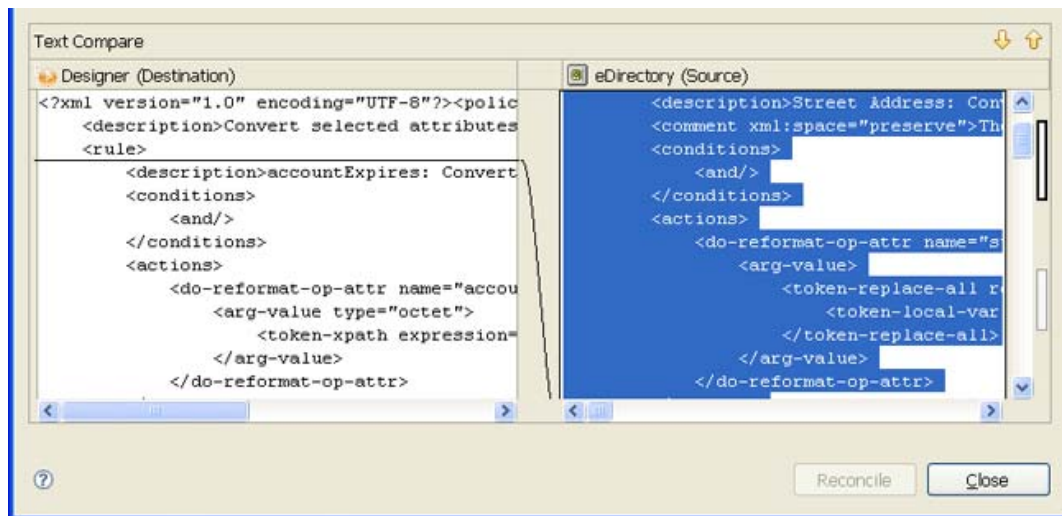 Text Compare
Designer (Destination)
<?xml version="1.0" encoding="UTF-8"?><polic
<description>Convert selected attributes
<rule>
<description>accountExpires: Convert
<conditions>
<and/>
</conditions>
<actions>
<do-reformat-op-attr name="accou
<arg-value type="octet">
<token-xpath expression=
</arg-value>
</do-reformat-op-attr>
eDirectory (Source)
<description>Street Address: Con
<comment xml:space="preserve">Th
<conditions>
<and/>
</conditions>
<actions>
<do-reformat-op-attr name="s
<arg-value>
<token-replace-all r
<token-local-var
</token-replace-all>
</arg-value>
</do-reformat-op-attr>
?
Reconcile
Close